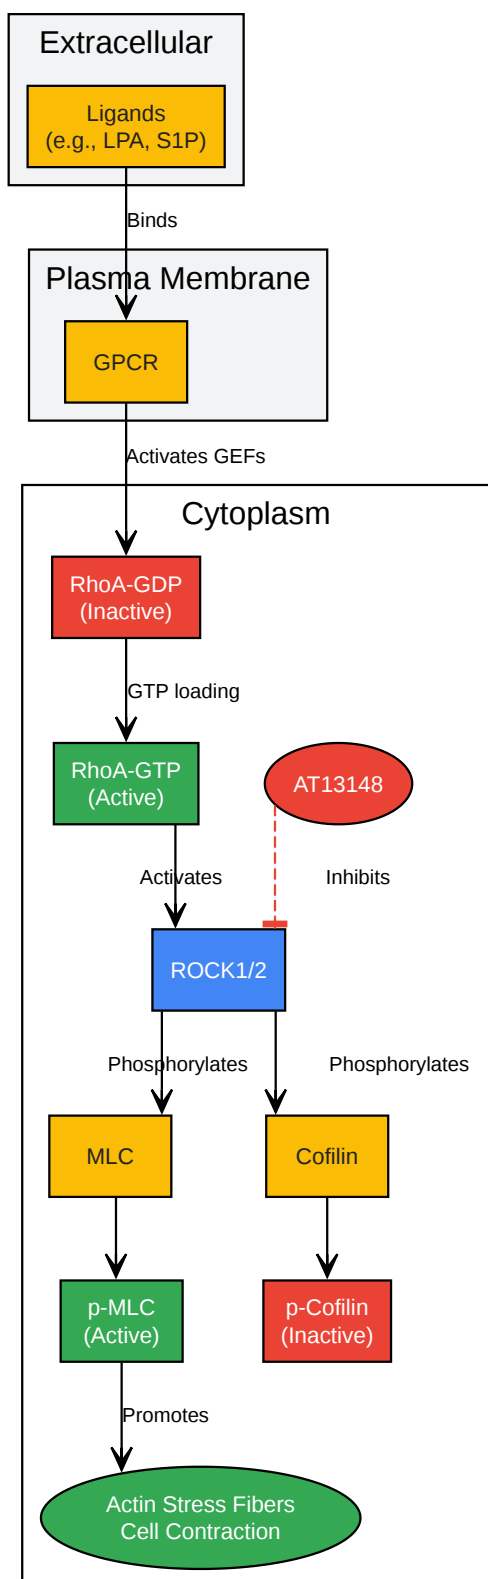 Extracellular
Ligands
(e.g., LPA, S1P)
Binds
Plasma Membrane
GPCR
Activates GEFs
Cytoplasm
RhoA-GDP
(Inactive)
GTP loading
RhoA-GTP
(Active)
AT13148
Activates
Inhibits
ROCK1/2
Phosphorylates
Phosphorylates
MLC
Cofilin
p-MLC
(Active)
p-Cofilin
(Inactive)
Promotes
Actin Stress Fibers
Cell Contraction